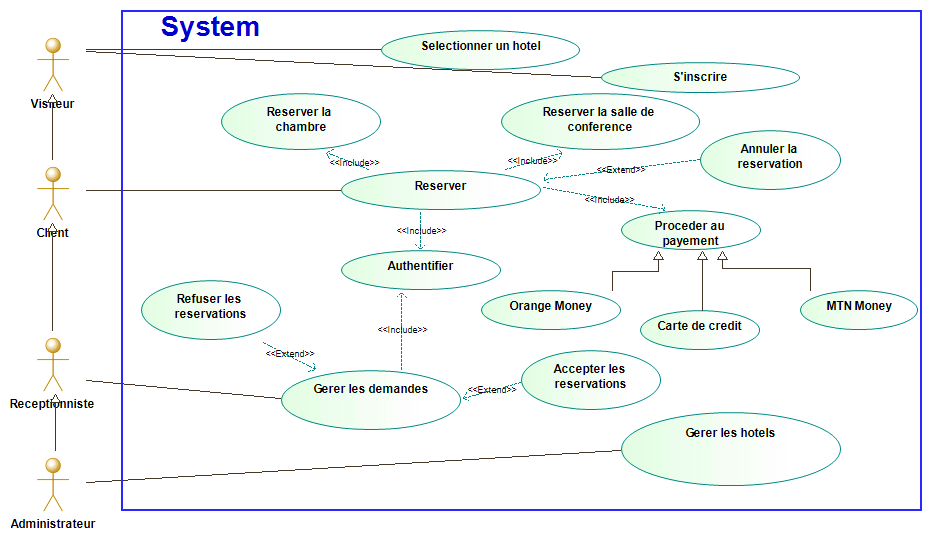 System
Selectionner un hotel
S'inscrire
Visiteur
Reserver la
chambre
Reserver la salle de
conference
Annuler la
reservation
<<Include>>
<<Include>>
<<Extend>>
Reserver
<<Include>>
Client
<<Include>>
Proceder au
payement
Authentifier
Refuser les
reservations
Orange Money
Carte de credit
MTN Money
<<Include>>
<<Extend>>
Accepter les
reservations
Gerer les demandes
<<Extend>>
Receptionniste
Gerer les hotels
Administrateur